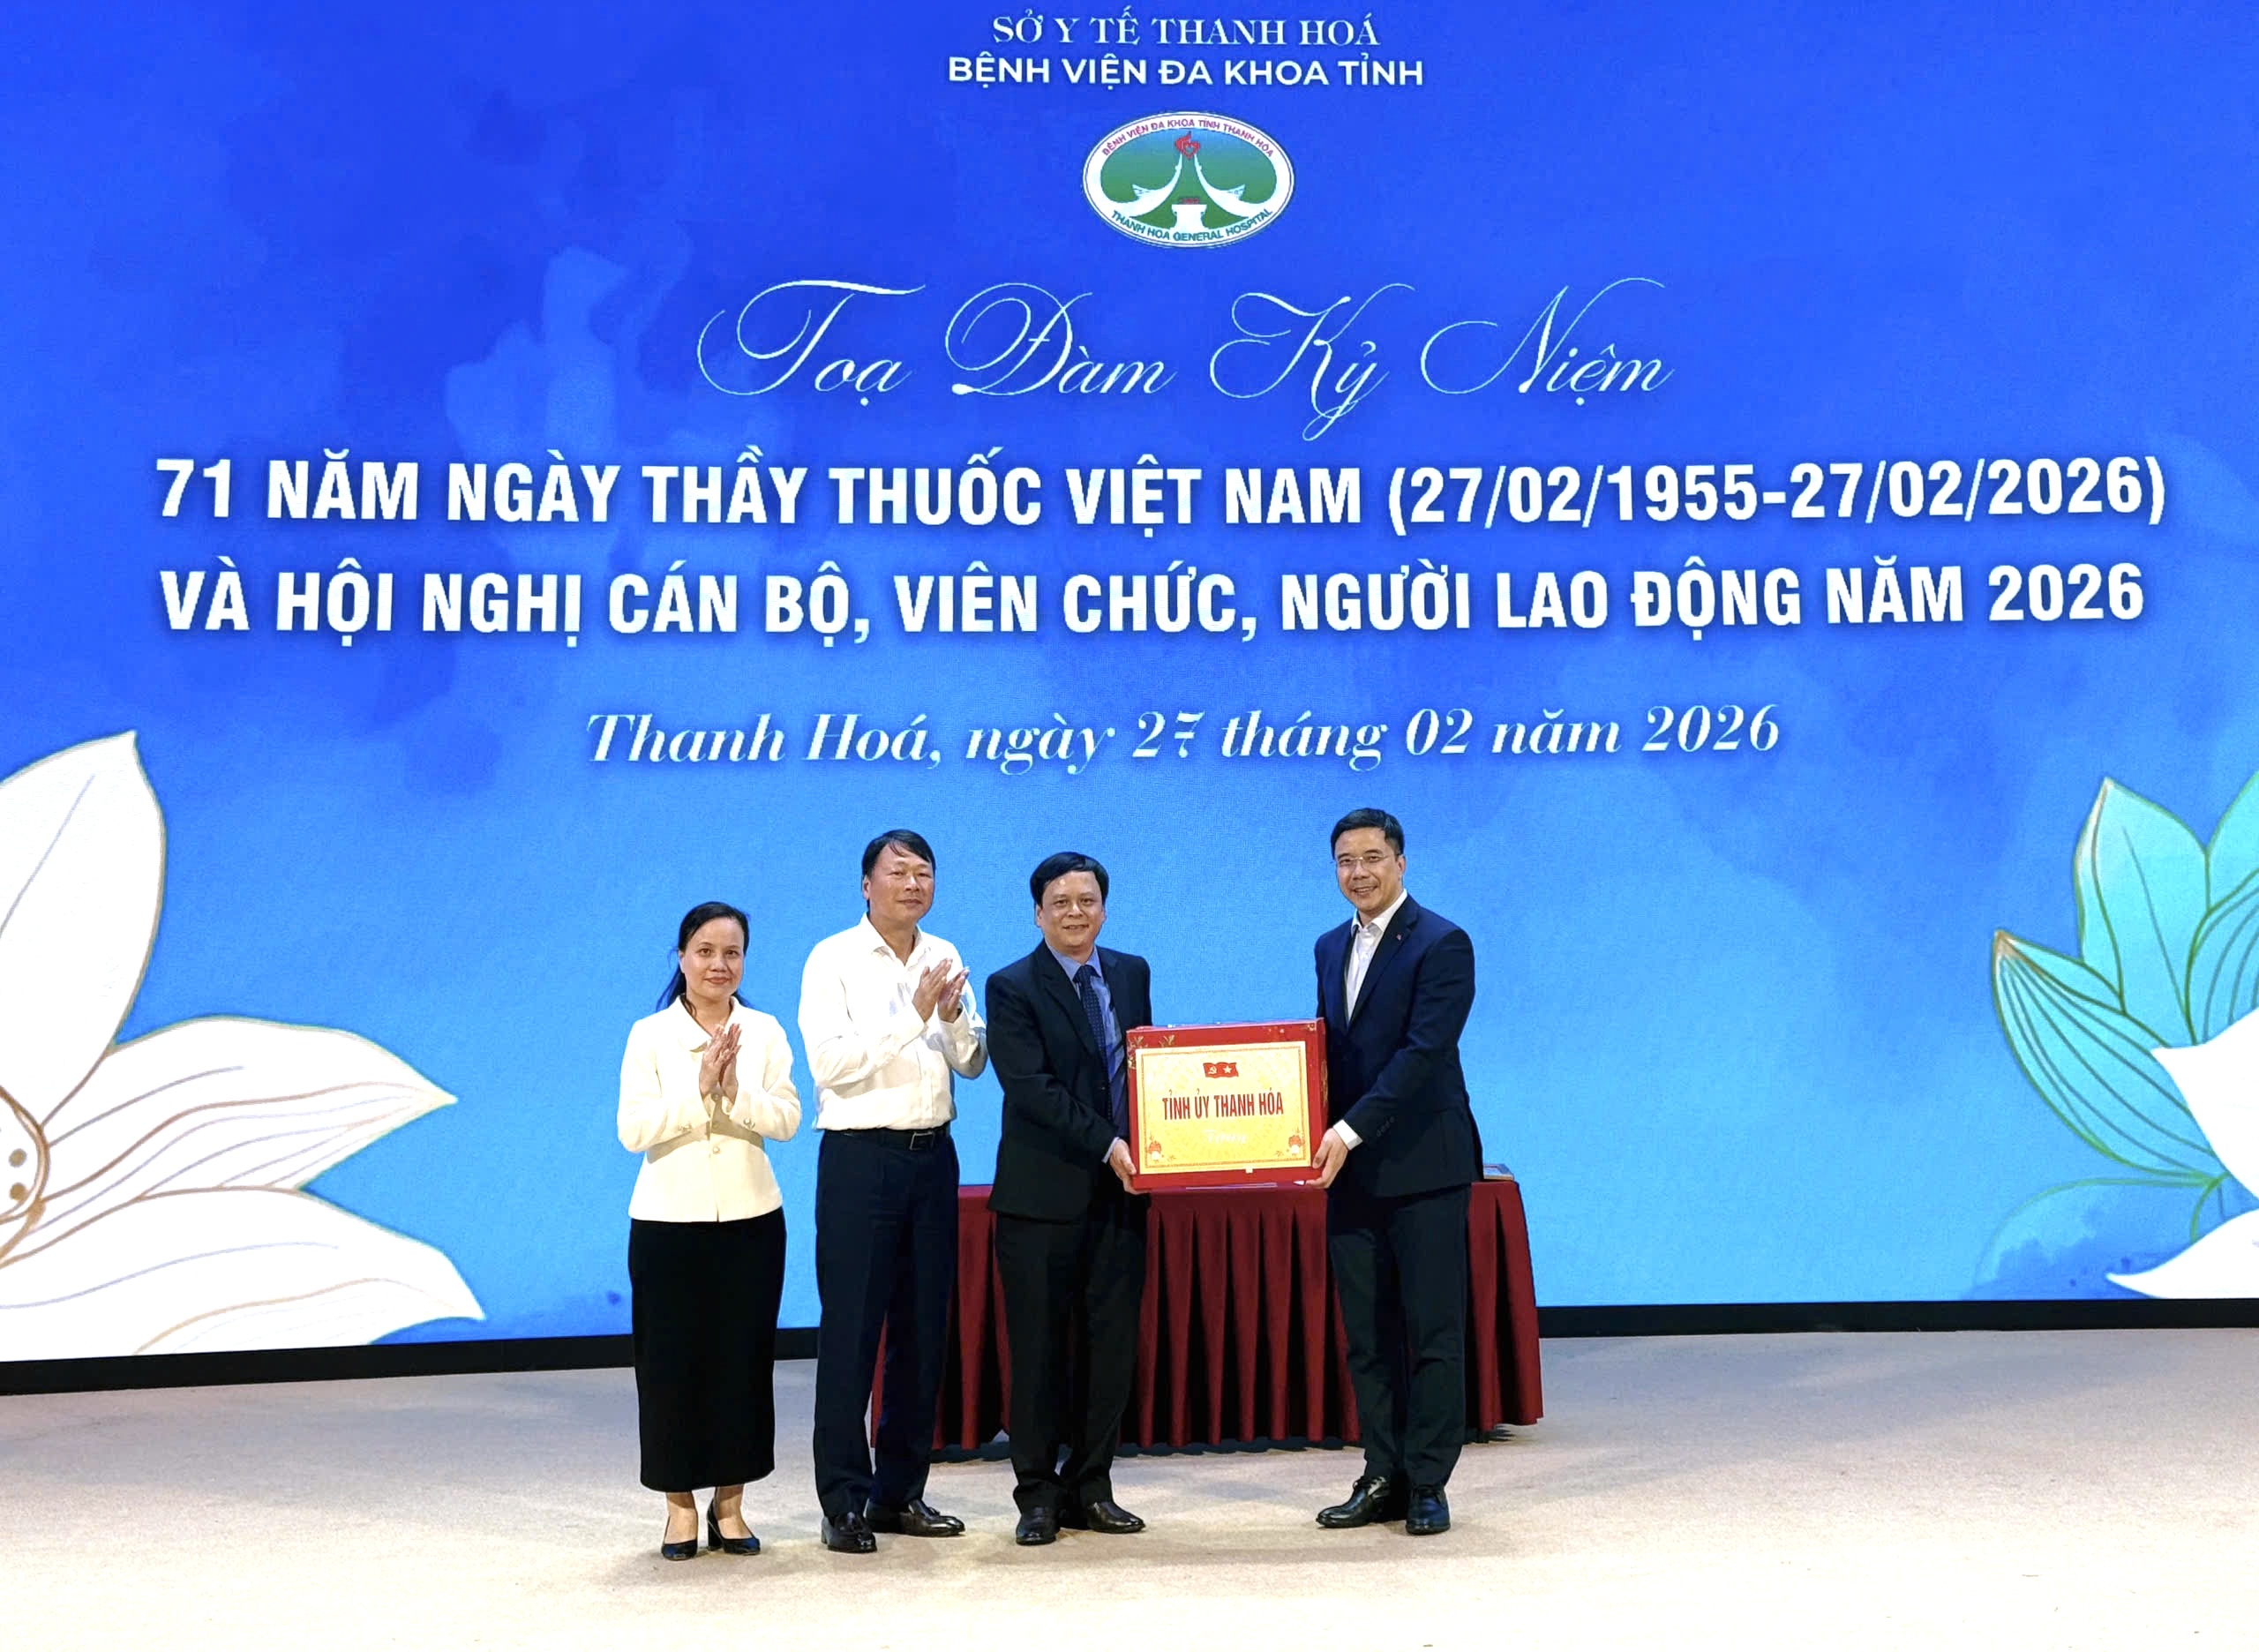 SỞ Y TẾ THANH HOÁ
BỆNH VIỆN ĐA KHOA TỈNH
BỆNH VIỆN ĐA KHOA TỈNH THANH HÓA
THANH HOA GENERAL HOSPITAL
Toạ Đàm Kỷ Niệm
71 NĂM NGÀY THẦY THUỐC VIỆT NAM (27/02/1955-27/02/2026)
VÀ HỘI NGHỊ CÁN BỘ, VIÊN CHỨC, NGƯỜI LAO ĐỘNG NĂM 2026
Thanh Hoá, ngày 27 tháng 02 năm 2026
TỈNH ỦY THANH HÓA